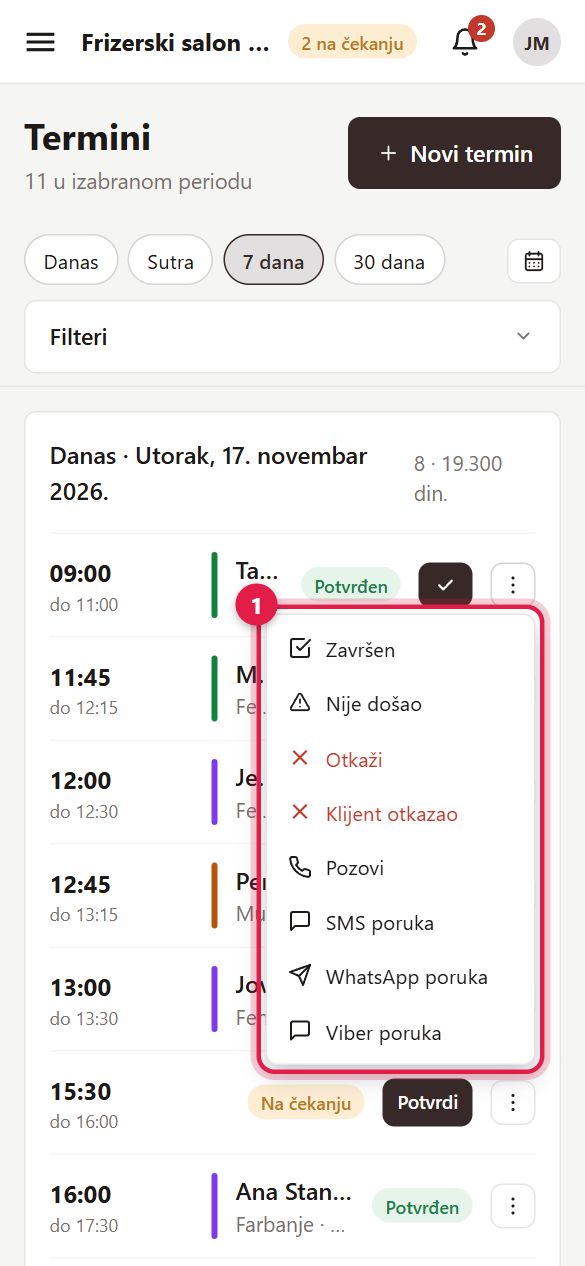 Frizerski salon ...
2 na čekanju
2
JM
Termini
11 u izabranom periodu
+ Novi termin
Danas
Sutra
7 dana
30 dana
Filteri
Danas · Utorak, 17. novembar
2026.
8 · 19.300
din.
09:00
do 11:00
Ta...
Potvrđen
1
Završen
Nije došao
Otkaži
Klijent otkazao
Pozovi
SMS poruka
WhatsApp poruka
Viber poruka
11:45
do 12:15
M.
Fe..
12:00
do 12:30
Je.
Fe..
12:45
do 13:15
13:00
do 13:30
15:30
do 16:00
Na čekanju
Potvrdi
16:00
do 17:30
Ana Stan...
Farbanje · ...
Potvrđen